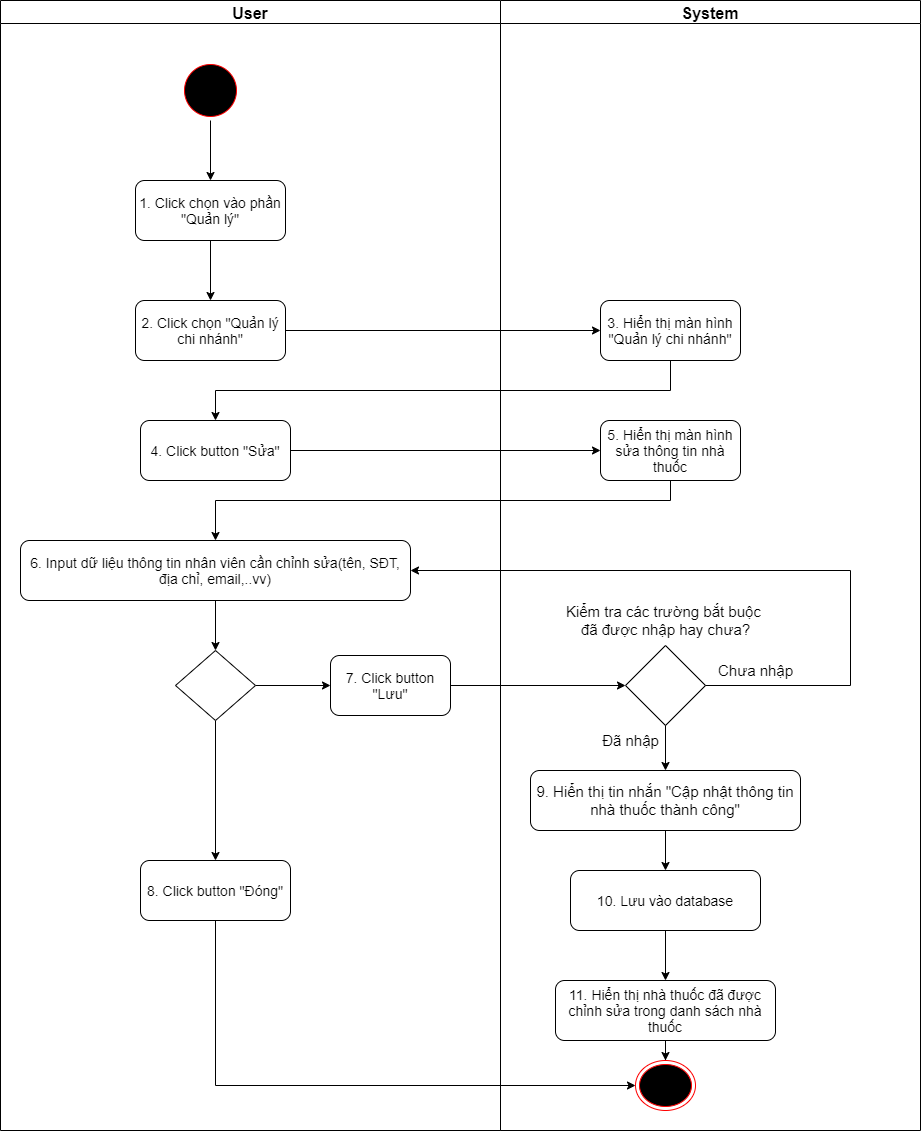 User
System
1. Click chọn vào phần
"Quản lý"
2. Click chọn "Quản lý
chi nhánh"
3. Hiển thị màn hình
"Quản lý chi nhánh"
4. Click button "Sửa"
5. Hiển thị màn hình
sửa thông tin nhà
thuốc
6. Input dữ liệu thông tin nhân viên cần chỉnh sửa(tên, SĐT,
địa chỉ, email,..vv)
Kiểm tra các trường bắt buộc
đã được nhập hay chưa?
7. Click button
"Lưu"
Chưa nhập
Đã nhập
9. Hiển thị tin nhắn "Cập nhật thông tin
nhà thuốc thành công"
8. Click button "Đóng"
10. Lưu vào database
11. Hiển thị nhà thuốc đã được
chỉnh sửa trong danh sách nhà
thuốc